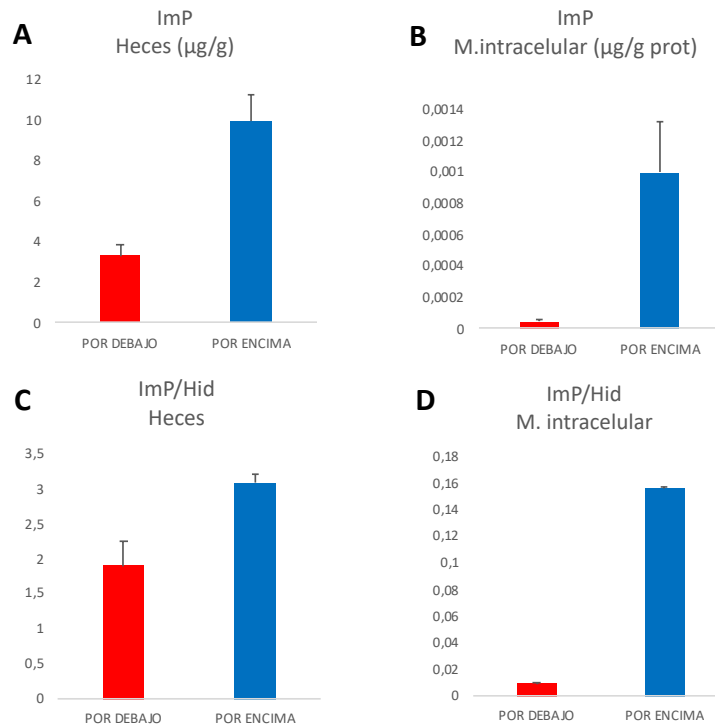 A
ImP
Heces (µg/g)
12
10
8
6
4
2
0
POR DEBAJO
POR ENCIMA
B
ImP
M.intracelular (µg/g prot)
0,0014
0,0012
0,001
0,0008
0,0006
0,0004
0,0002
0
POR DEBAJO
POR ENCIMA
C
ImP/Hid
Heces
3,5
3
2,5
2
1,5
1
0,5
0
POR DEBAJO
POR ENCIMA
D
ImP/Hid
M. intracelular
0,18
0,16
0,14
0,12
0,1
0,08
0,06
0,04
0,02
0
POR DEBAJO
POR ENCIMA